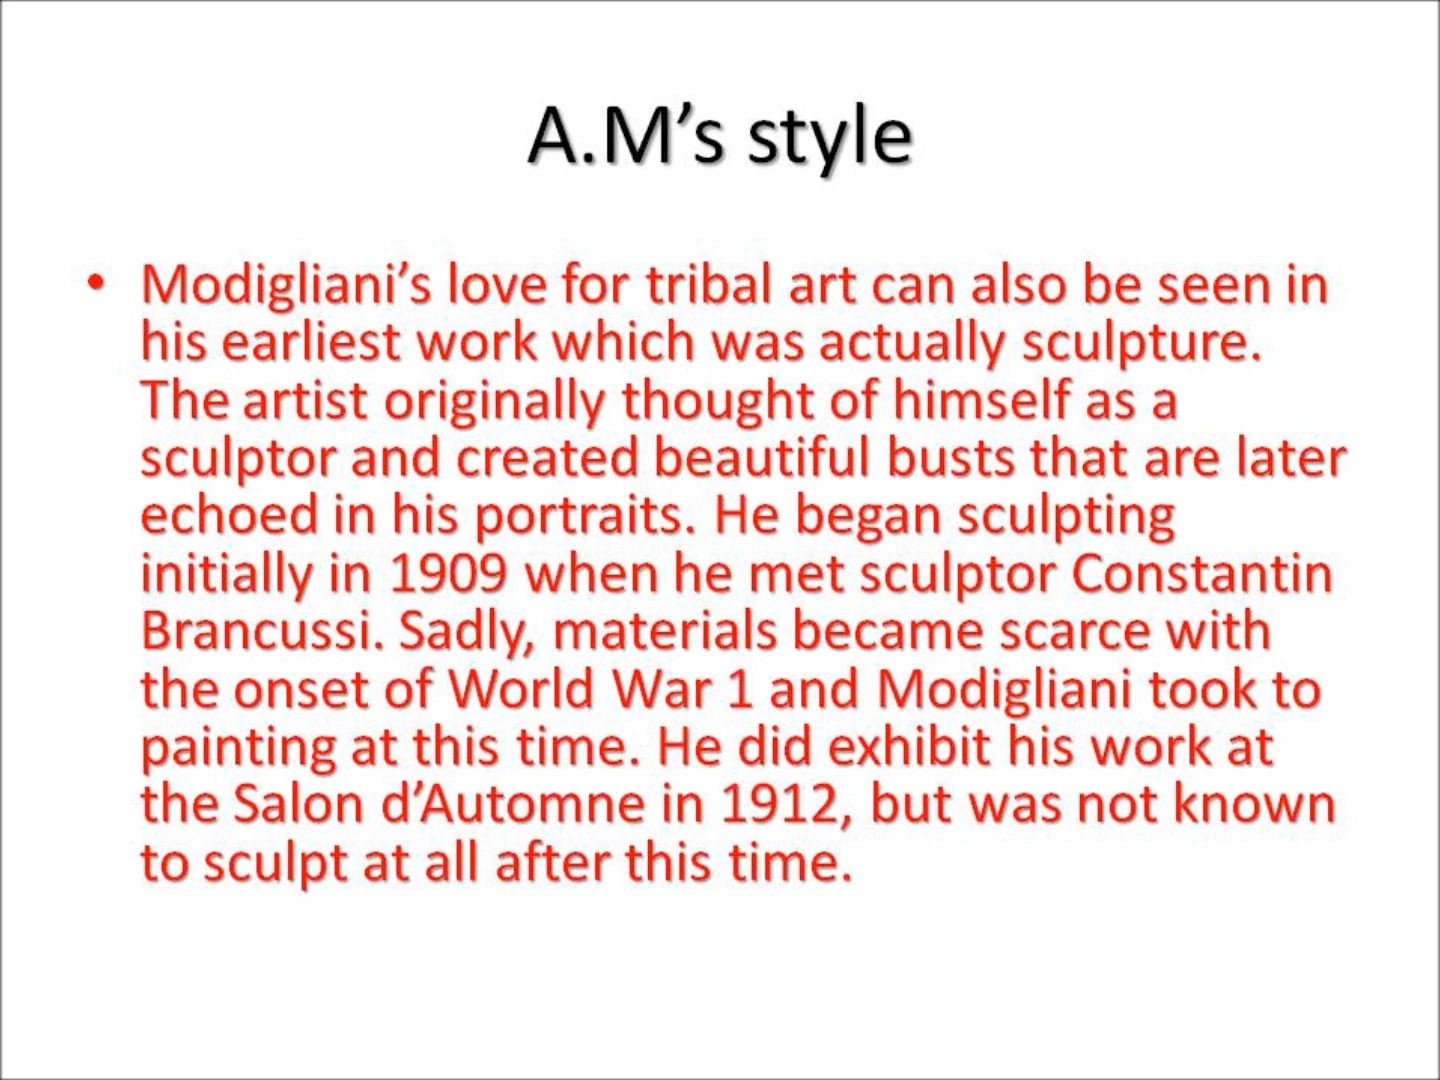 A.M’s style
• Modigliani’s love for tribal art can also be seen in
his earliest work which was actually sculpture.
The artist originally thought of himself as a
sculptor and created beautiful busts that are later
echoed in his portraits. He began sculpting
initially in 1909 when he met sculptor Constantin
Brancussi. Sadly, materials became scarce with
the onset of World War 1 and Modigliani took to
painting at this time. He did exhibit his work at
the Salon d’Automne in 1912, but was not known
to sculpt at all after this time.